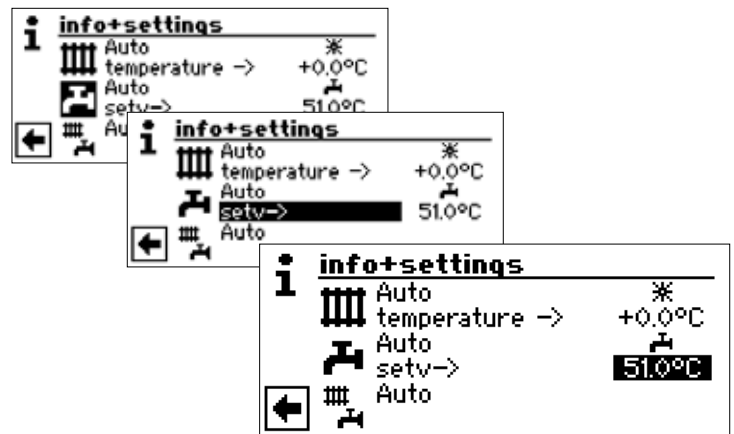 info+settings
Auto
temperature -> +0.0°C
Auto
setv-> 51.0°C
Au
info+settings
Auto
temperature -> +0.0°C
Auto
setv-> 51.0°C
Auto
info+settings
Auto
temperature -> +0.0°C
Auto
setv-> 51.0°C
Auto